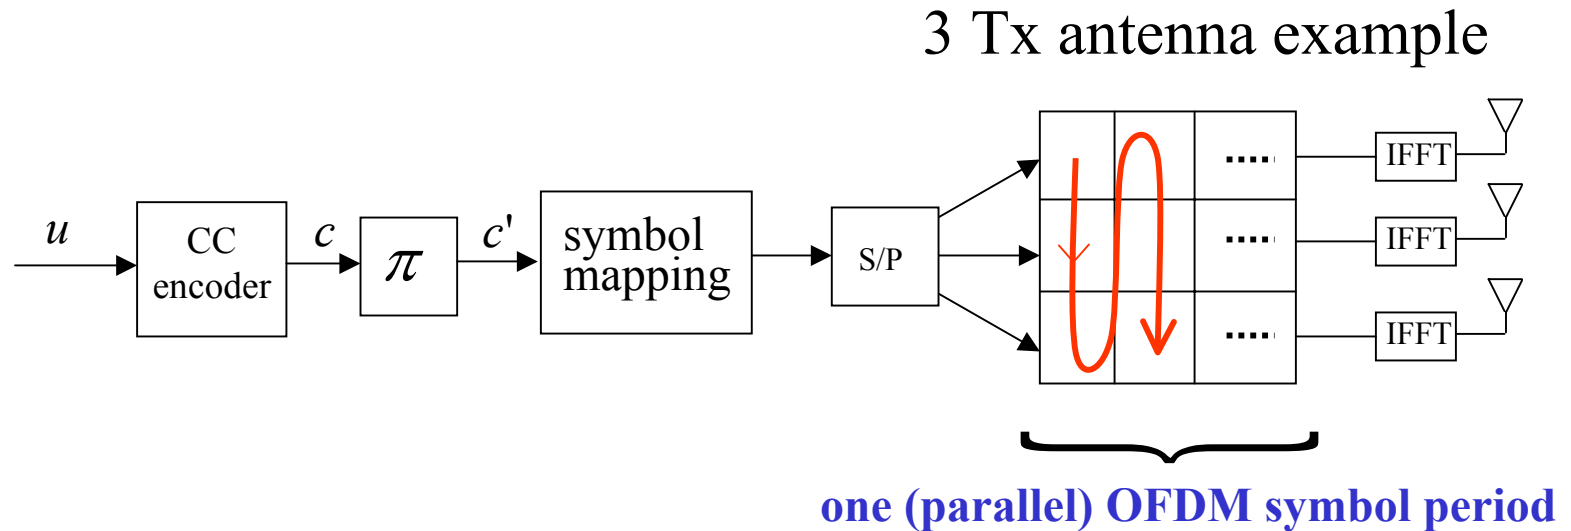 3 Tx antenna example
u
CC
encoder
c
π
c'
symbol
mapping
S/P
.....
.....
.....
IFFT
IFFT
IFFT
one (parallel) OFDM symbol period